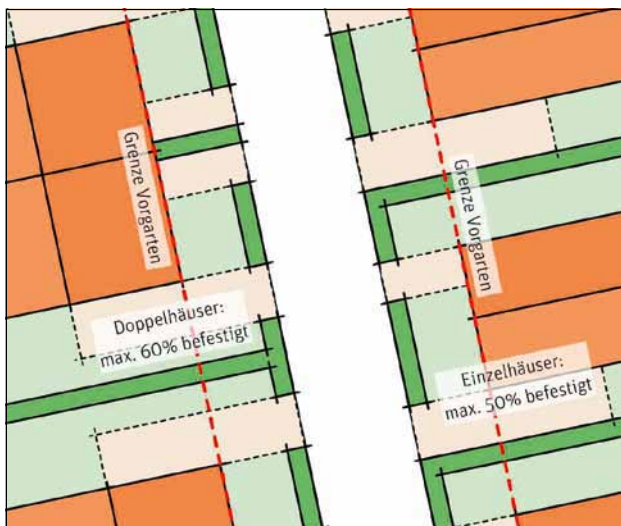 Grenze Vorgarten
Grenze Vorgarten
Doppelhäuser:
max. 60% befestigt
Einzelhäuser:
max. 50% befestigt